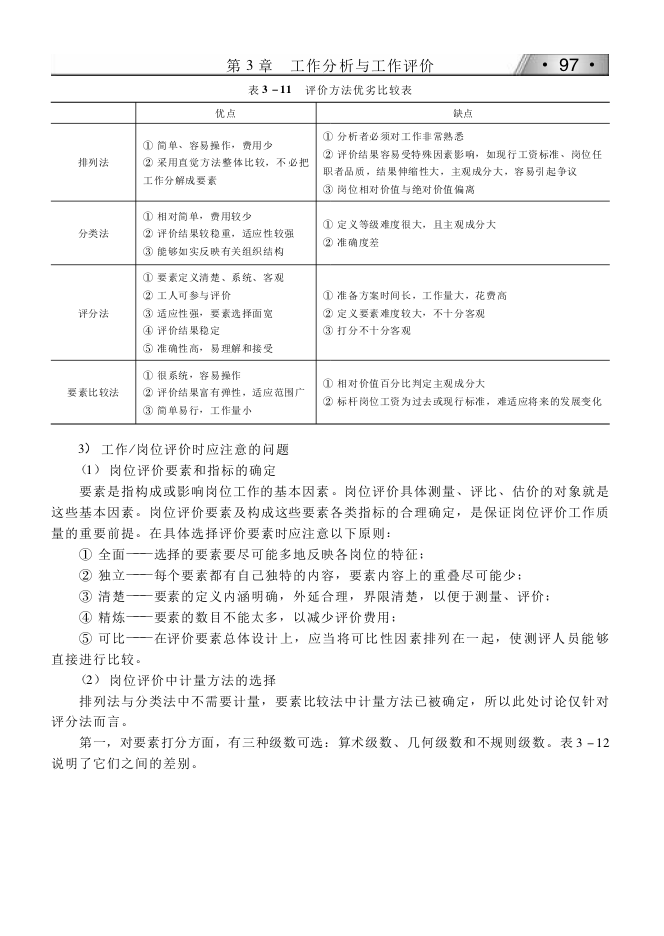 第 3 章　工作分析与工作评价
· 97 ·
表 3－11　评价方法优劣比较表
优点
缺点
排列法
① 简单、容易操作，费用少
② 采用直觉方法整体比较，不必把
工作分解成要素
① 分析者必须对工作非常熟悉
② 评价结果容易受特殊因素影响，如现行工资标准、岗位任
职者品质，结果伸缩性大，主观成分大，容易引起争议
③ 岗位相对价值与绝对价值偏离
分类法
① 相对简单，费用较少
② 评价结果较稳重，适应性较强
③ 能够如实反映有关组织结构
① 定义等级难度很大，且主观成分大
② 准确度差
评分法
① 要素定义清楚、系统、客观
② 工人可参与评价
③ 适应性强，要素选择面宽
④ 评价结果稳定
⑤ 准确性高，易理解和接受
① 准备方案时间长，工作量大，花费高
② 定义要素难度较大，不十分客观
③ 打分不十分客观
要素比较法
① 很系统，容易操作
② 评价结果富有弹性，适应范围广
③ 简单易行，工作量小
① 相对价值百分比判定主观成分大
② 标杆岗位工资为过去或现行标准，难适应将来的发展变化
3） 工作/岗位评价时应注意的问题
（1） 岗位评价要素和指标的确定
要素是指构成或影响岗位工作的基本因素。岗位评价具体测量、评比、估价的对象就是
这些基本因素。岗位评价要素及构成这些要素各类指标的合理确定，是保证岗位评价工作质
量的重要前提。在具体选择评价要素时应注意以下原则：
① 全面——选择的要素要尽可能多地反映各岗位的特征；
② 独立——每个要素都有自己独特的内容，要素内容上的重叠尽可能少；
③ 清楚——要素的定义内涵明确，外延合理，界限清楚，以便于测量、评价；
④ 精炼——要素的数目不能太多，以减少评价费用；
⑤ 可比——在评价要素总体设计上，应当将可比性因素排列在一起，使测评人员能够
直接进行比较。
（2） 岗位评价中计量方法的选择
排列法与分类法中不需要计量，要素比较法中计量方法已被确定，所以此处讨论仅针对
评分法而言。
第一，对要素打分方面，有三种级数可选：算术级数、几何级数和不规则级数。表 3－12
说明了它们之间的差别。